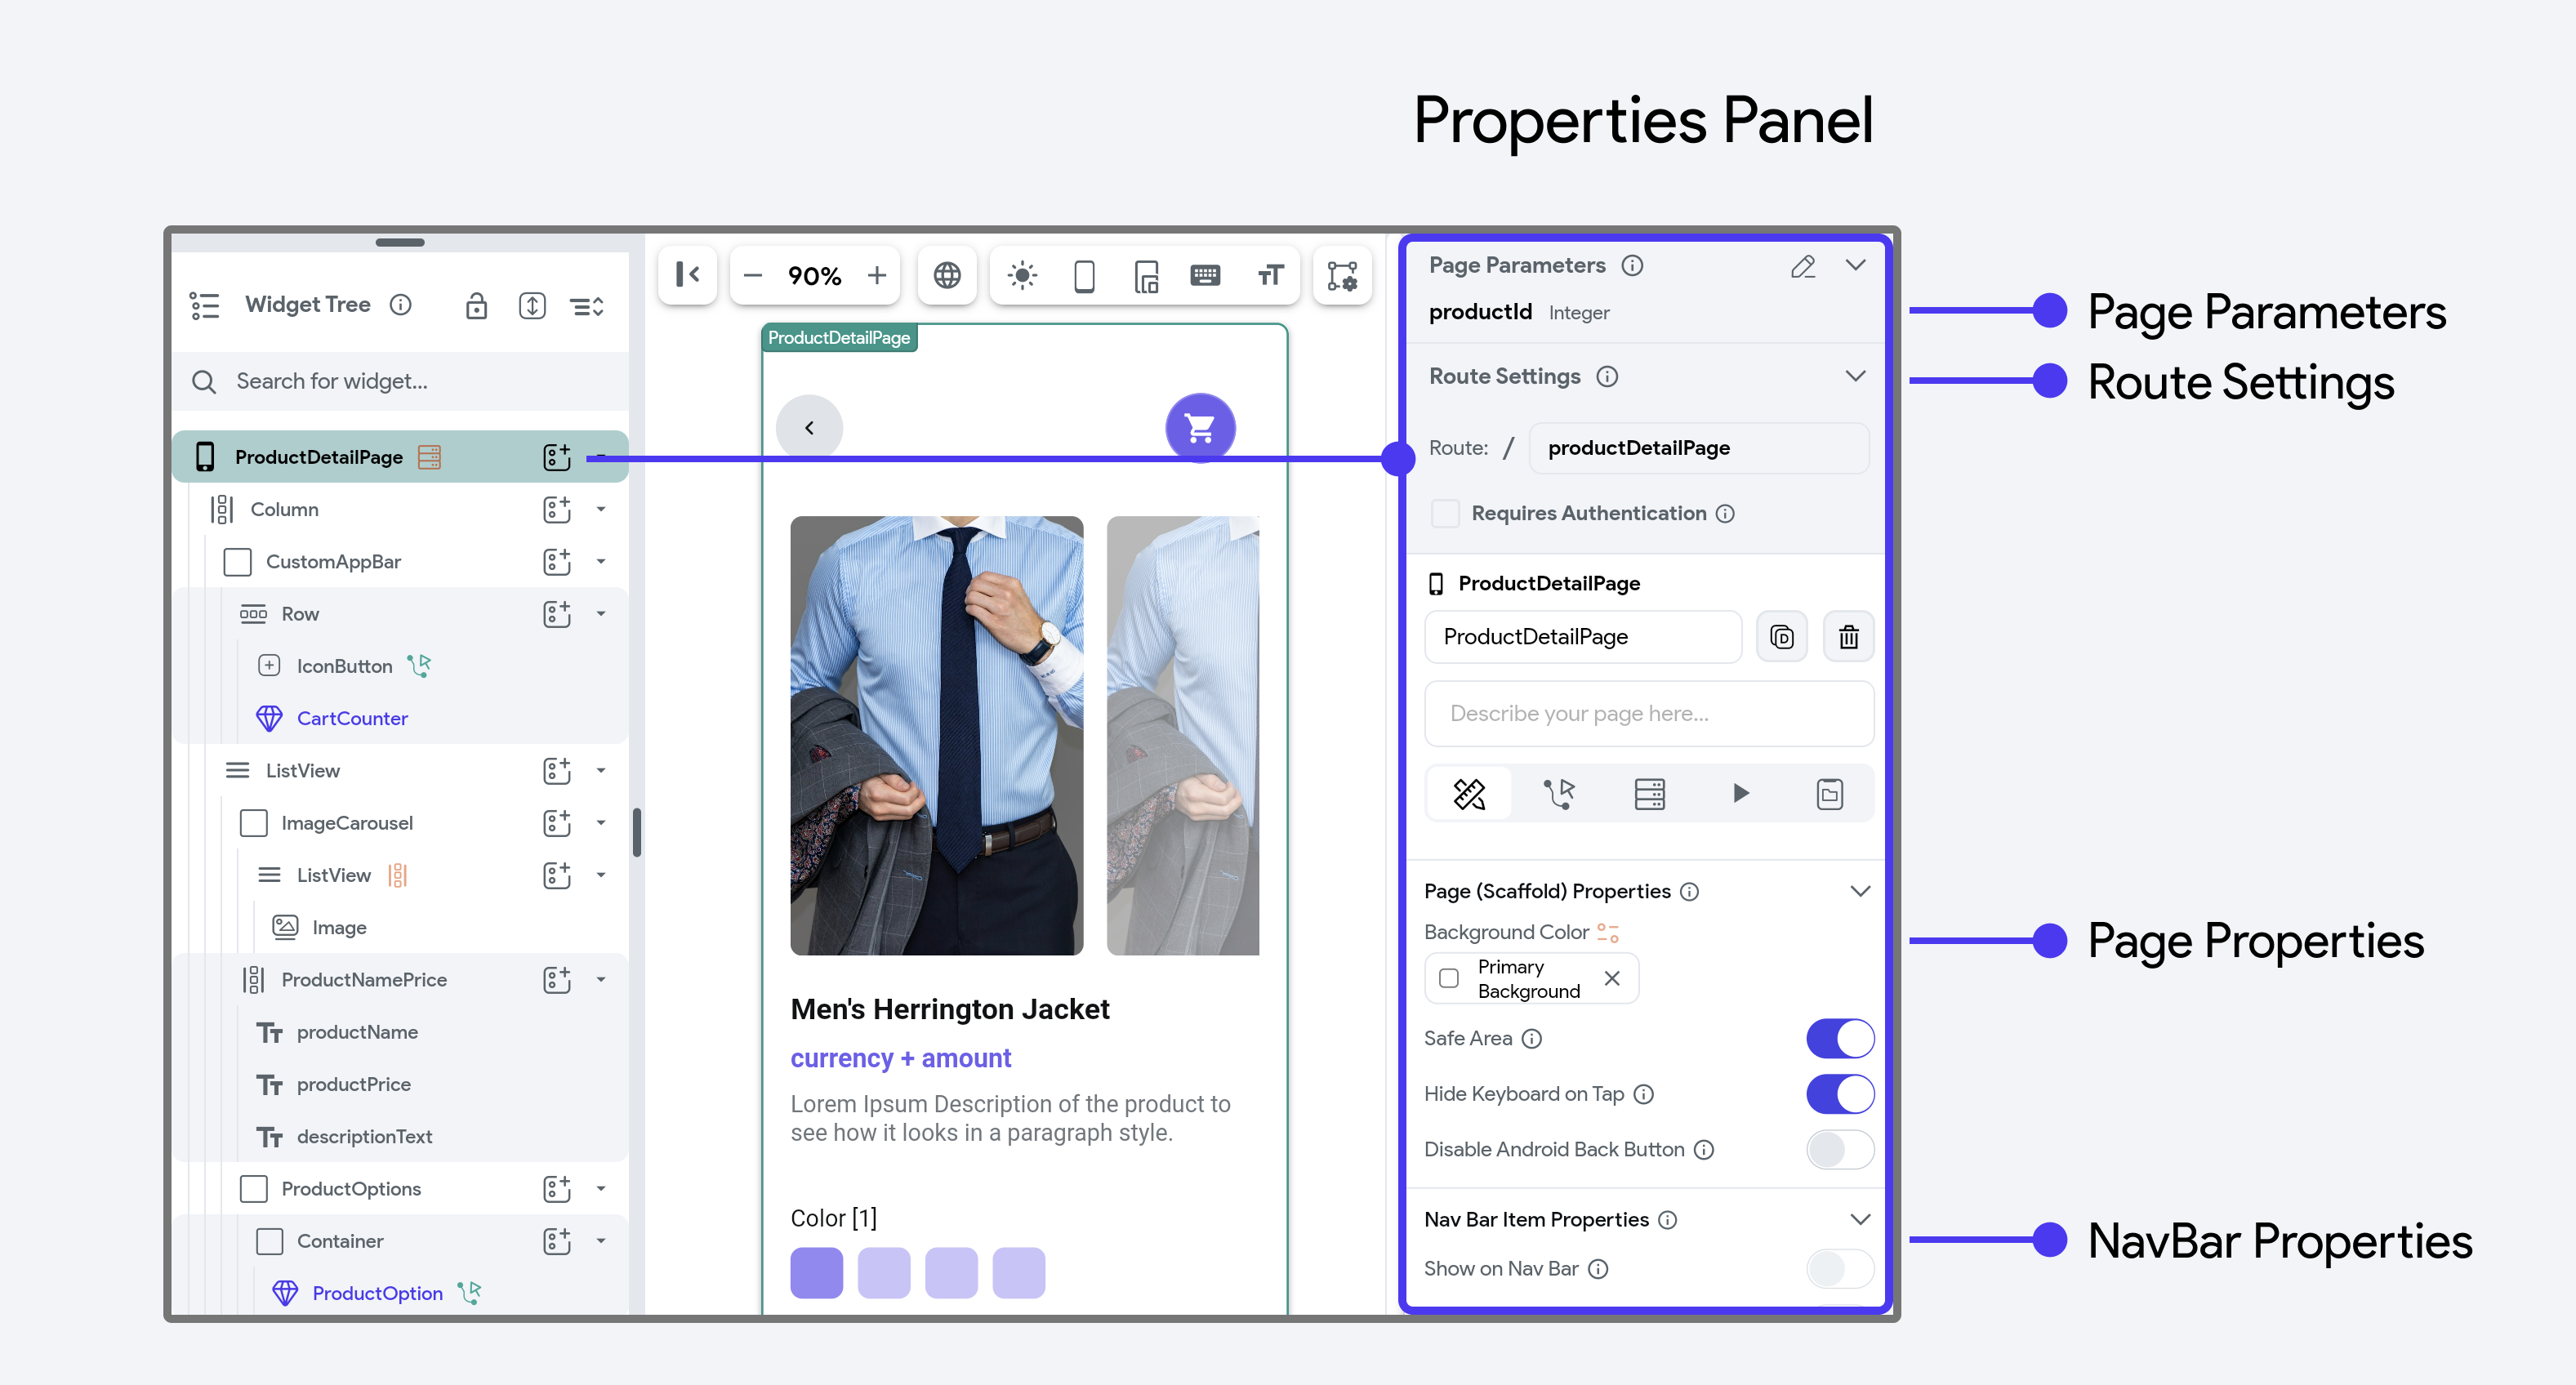 Properties Panel
Widget Tree
Search for widget...
ProductDetailPage
Column
CustomAppBar
Row
IconButton
CartCounter
ListView
ImageCarousel
ListView
Image
ProductNamePrice
productName
productPrice
descriptionText
ProductOptions
Container
ProductOption
90%
ProductDetailPage
Men's Herrington Jacket
currency + amount
Lorem Ipsum Description of the product to
see how it looks in a paragraph style.
Color [1]
Page Parameters
productId Integer
Route Settings
Route: / productDetailPage
Requires Authentication
ProductDetailPage
ProductDetailPage
Describe your page here...
Page (Scaffold) Properties
Background Color
Primary
Background
Safe Area
Hide Keyboard on Tap
Disable Android Back Button
Nav Bar Item Properties
Show on Nav Bar
Page Parameters
Route Settings
Page Properties
NavBar Properties